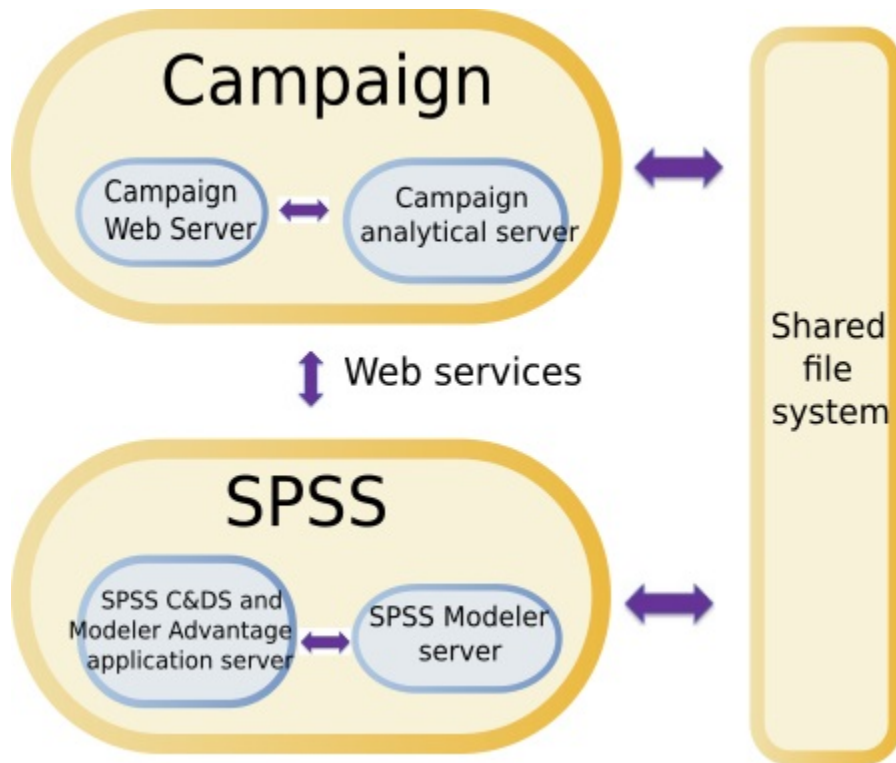 Campaign
Campaign
Web Server
Campaign
analytical server
Web services
SPSS
SPSS C&DS and
Modeler Advantage
application server
SPSS Modeler
server
Shared
file
system